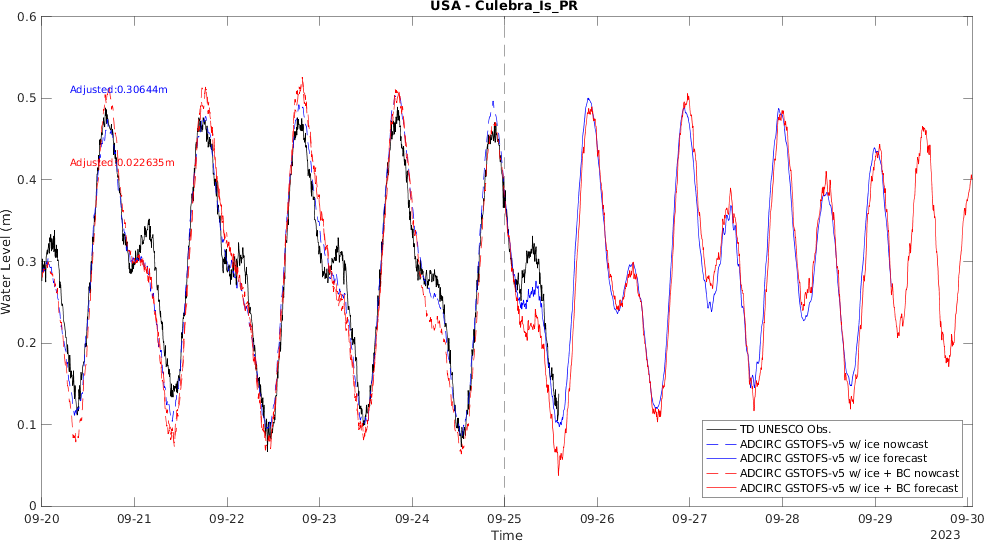 USA - Culebra_Is_PR
0.6
0.5
0.4
0.3
0.2
0.1
0
Water Level (m)
Adjusted:0.30644m
Adjusted:0.022635m
TD UNESCO Obs.
ADCIRC GSTOFS-v5 w/ ice nowcast
ADCIRC GSTOFS-v5 w/ ice forecast
ADCIRC GSTOFS-v5 w/ ice + BC nowcast
ADCIRC GSTOFS-v5 w/ ice + BC forecast
09-20 09-21 09-22 09-23 09-24 09-25 09-26 09-27 09-28 09-29 09-30
Time
2023